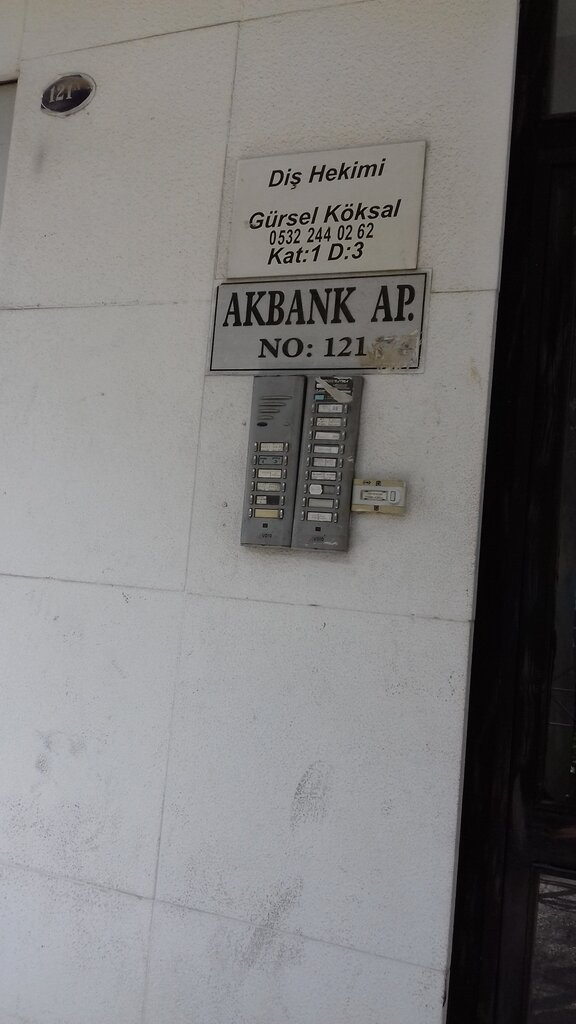 121
Diş Hekimi
Gürsel Köksal
0532 244 02 62
Kat:1 D:3
AKBANK AP.
NO: 121